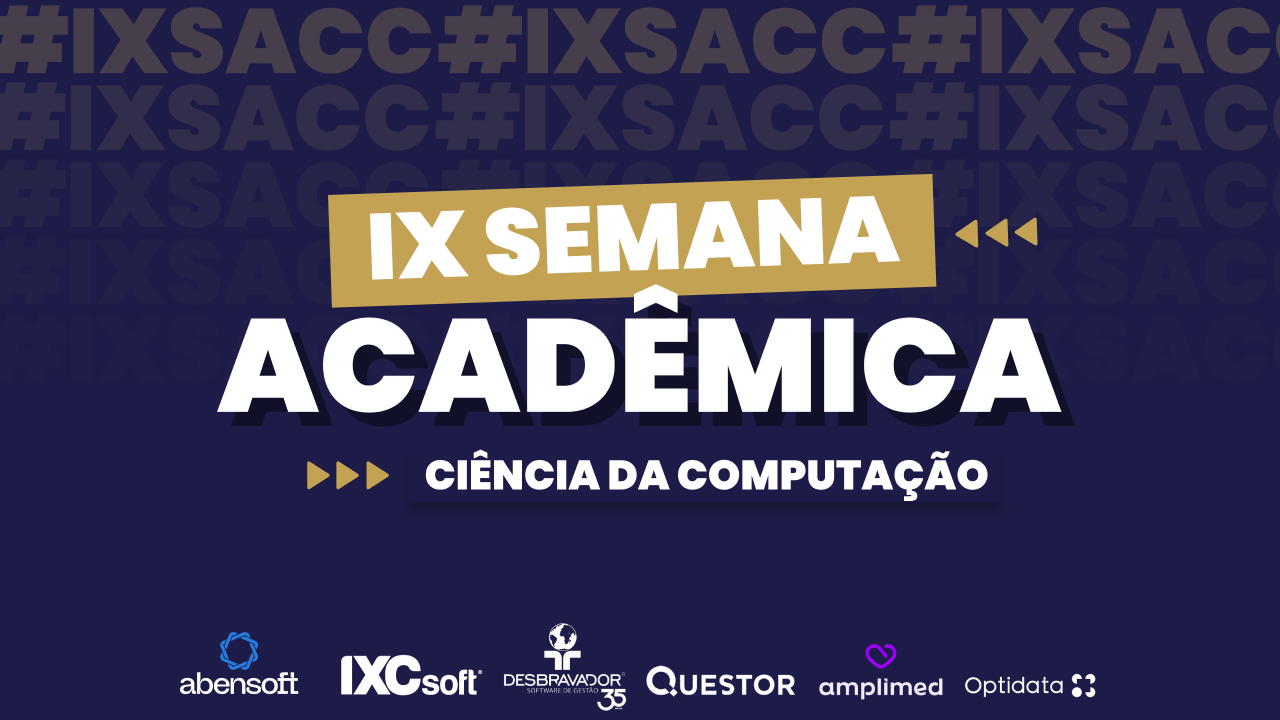 #IXSACC#IXSACC#IXSACC
#IXSACC#IXSACC#IXSACC
#IXSACC#IXSACC#IXSACC
IX SEMANA
ACADÊMICA
CIÊNCIA DA COMPUTAÇÃO
abensoft
IXCsoft®
DESBRAVADOR®
SOFTWARE DE GESTÃO
35
QUESTOR
amplimed
Optidata